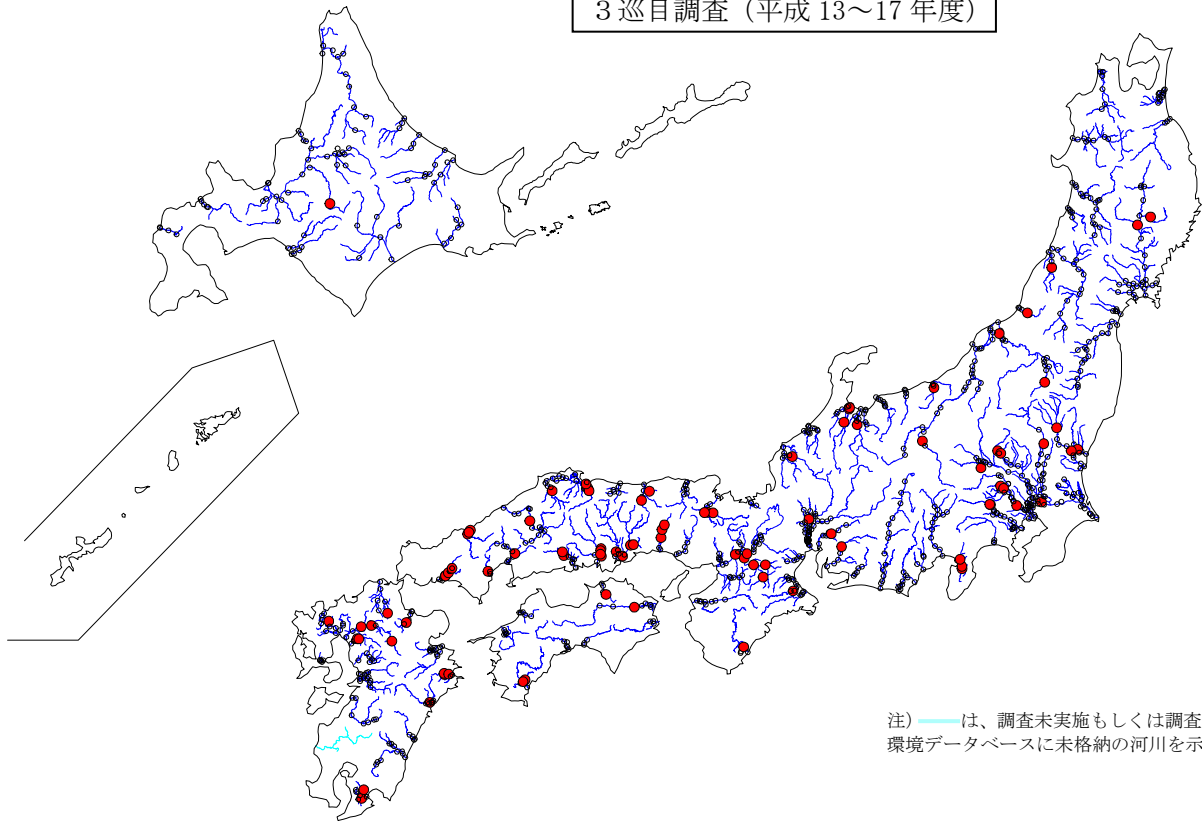 ３巡目調査（平成 13～17 年度）
注） は、調査未実施もしくは調査
環境データベースに未格納の河川を示